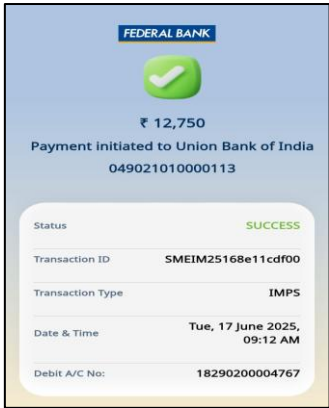 FEDERAL BANK
₹ 12,750
Payment initiated to Union Bank of India
049021010000113
Status SUCCESS
Transaction ID SMEIM25168e11cdf00
Transaction Type IMPS
Date & Time Tue, 17 June 2025,
09:12 AM
Debit A/C No: 18290200004767